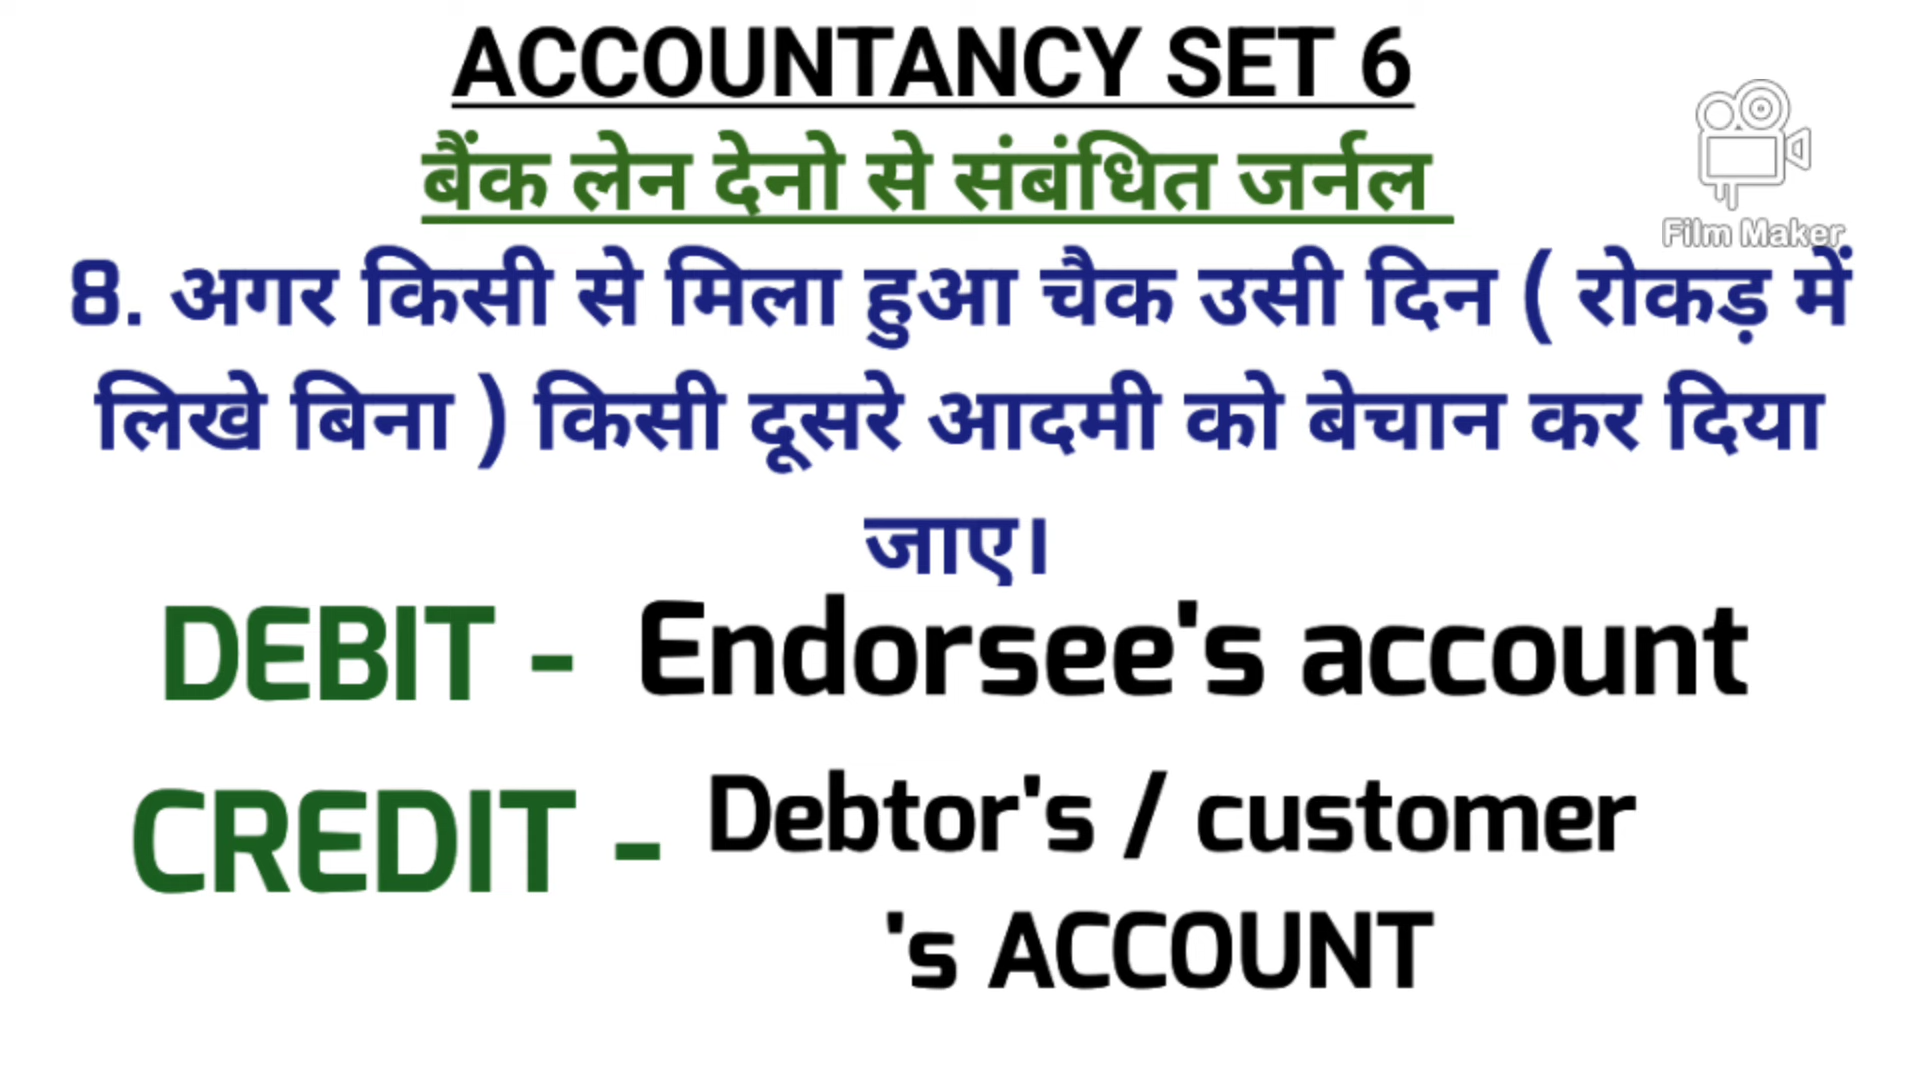 ACCOUNTANCY SET 6
बैंक लेन देनो से संबंधित जर्नल
Film Maker
8. अगर किसी से मिला हुआ चैक उसी दिन ( रोकड़ में
लिखे बिना ) किसी दूसरे आदमी को बेचान कर दिया
जाए।
DEBIT - Endorsee's account
CREDIT - Debtor's / customer
's ACCOUNT